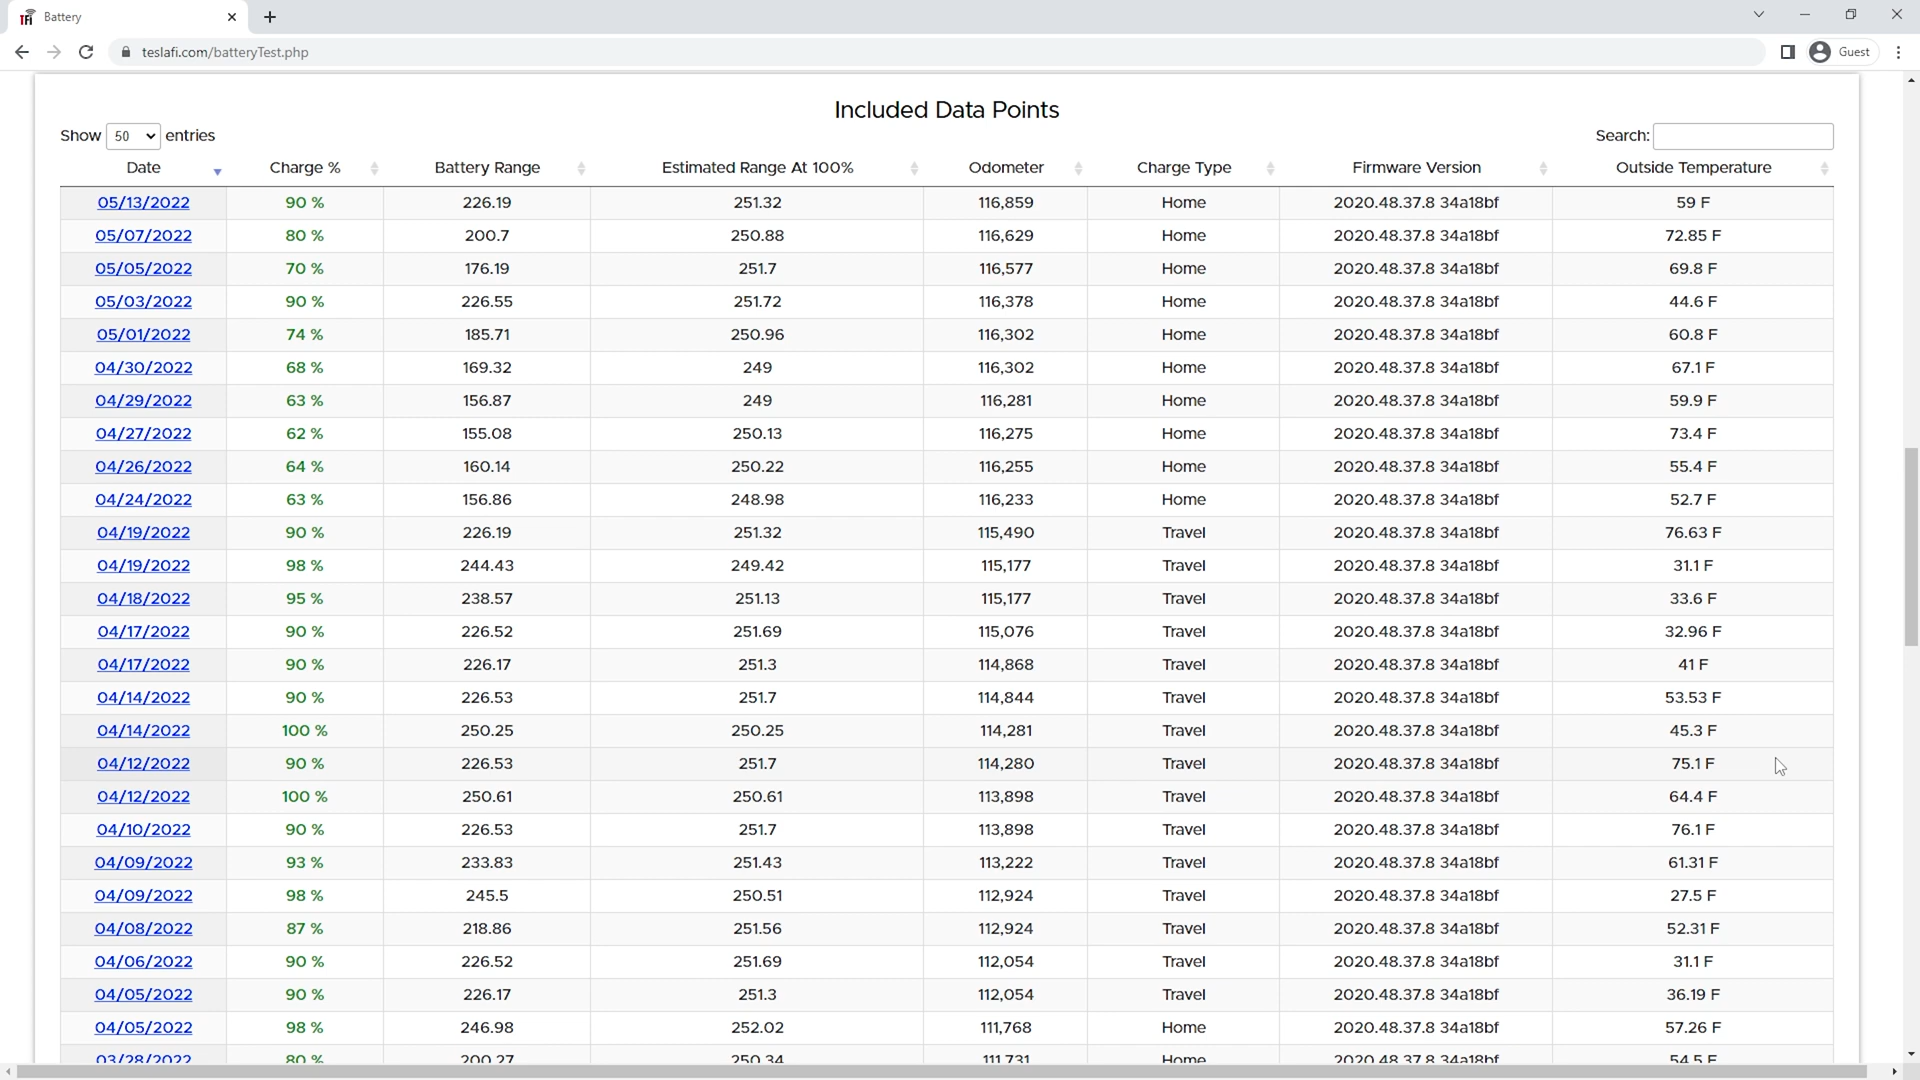 Battery
teslafi.com/batteryTest.php
Guest
Included Data Points
Show 50 entries
Search:
Date Charge % Battery Range Estimated Range At 100% Odometer Charge Type Firmware Version Outside Temperature
05/13/2022 90 % 226.19 251.32 116,859 Home 2020.48.37.8 34a18bf 59 F
05/07/2022 80 % 200.7 250.88 116,629 Home 2020.48.37.8 34a18bf 72.85 F
05/05/2022 70 % 176.19 251.7 116,577 Home 2020.48.37.8 34a18bf 69.8 F
05/03/2022 90 % 226.55 251.72 116,378 Home 2020.48.37.8 34a18bf 44.6 F
05/01/2022 74 % 185.71 250.96 116,302 Home 2020.48.37.8 34a18bf 60.8 F
04/30/2022 68 % 169.32 249 116,302 Home 2020.48.37.8 34a18bf 67.1 F
04/29/2022 63 % 156.87 249 116,281 Home 2020.48.37.8 34a18bf 59.9 F
04/27/2022 62 % 155.08 250.13 116,275 Home 2020.48.37.8 34a18bf 73.4 F
04/26/2022 64 % 160.14 250.22 116,255 Home 2020.48.37.8 34a18bf 55.4 F
04/24/2022 63 % 156.86 248.98 116,233 Home 2020.48.37.8 34a18bf 52.7 F
04/19/2022 90 % 226.19 251.32 115,490 Travel 2020.48.37.8 34a18bf 76.63 F
04/19/2022 98 % 244.43 249.42 115,177 Travel 2020.48.37.8 34a18bf 31.1 F
04/18/2022 95 % 238.57 251.13 115,177 Travel 2020.48.37.8 34a18bf 33.6 F
04/17/2022 90 % 226.52 251.69 115,076 Travel 2020.48.37.8 34a18bf 32.96 F
04/17/2022 90 % 226.17 251.3 114,868 Travel 2020.48.37.8 34a18bf 41 F
04/14/2022 90 % 226.53 251.7 114,844 Travel 2020.48.37.8 34a18bf 53.53 F
04/14/2022 100 % 250.25 250.25 114,281 Travel 2020.48.37.8 34a18bf 45.3 F
04/12/2022 90 % 226.53 251.7 114,280 Travel 2020.48.37.8 34a18bf 75.1 F
04/12/2022 100 % 250.61 250.61 113,898 Travel 2020.48.37.8 34a18bf 64.4 F
04/10/2022 90 % 226.53 251.7 113,898 Travel 2020.48.37.8 34a18bf 76.1 F
04/09/2022 93 % 233.83 251.43 113,222 Travel 2020.48.37.8 34a18bf 61.31 F
04/09/2022 98 % 245.5 250.51 112,924 Travel 2020.48.37.8 34a18bf 27.5 F
04/08/2022 87 % 218.86 251.56 112,924 Travel 2020.48.37.8 34a18bf 52.31 F
04/06/2022 90 % 226.52 251.69 112,054 Travel 2020.48.37.8 34a18bf 31.1 F
04/05/2022 90 % 226.17 251.3 112,054 Travel 2020.48.37.8 34a18bf 36.19 F
04/05/2022 98 % 246.98 252.02 111,768 Home 2020.48.37.8 34a18bf 57.26 F
03/28/2022 80 % 200.27 250.34 111,731 Home 2020.48.37.8 34a18bf 54.5 F